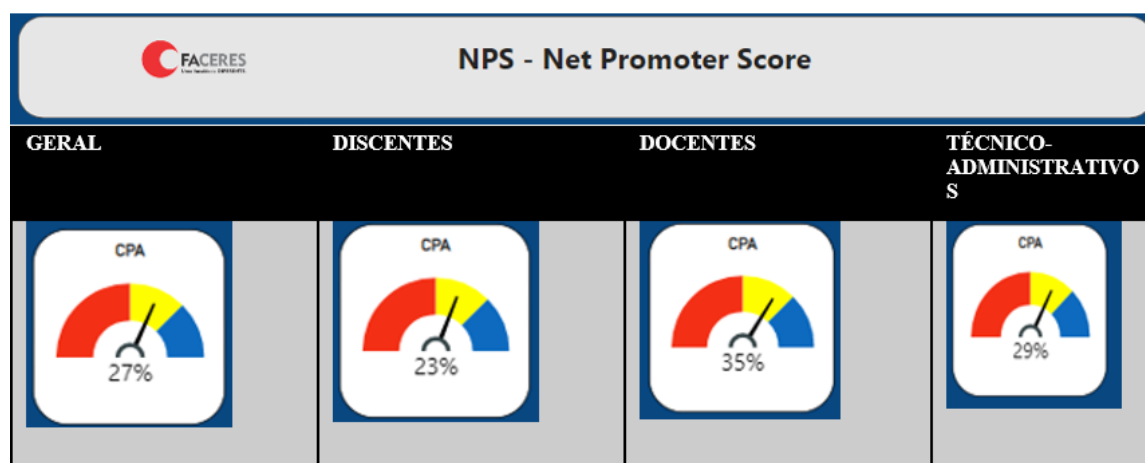 FACERES
NPS - Net Promoter Score
GERAL
DISCENTES
DOCENTES
TÉCNICO-
ADMINISTRATIVO
S
CPA
27%
CPA
23%
CPA
35%
CPA
29%